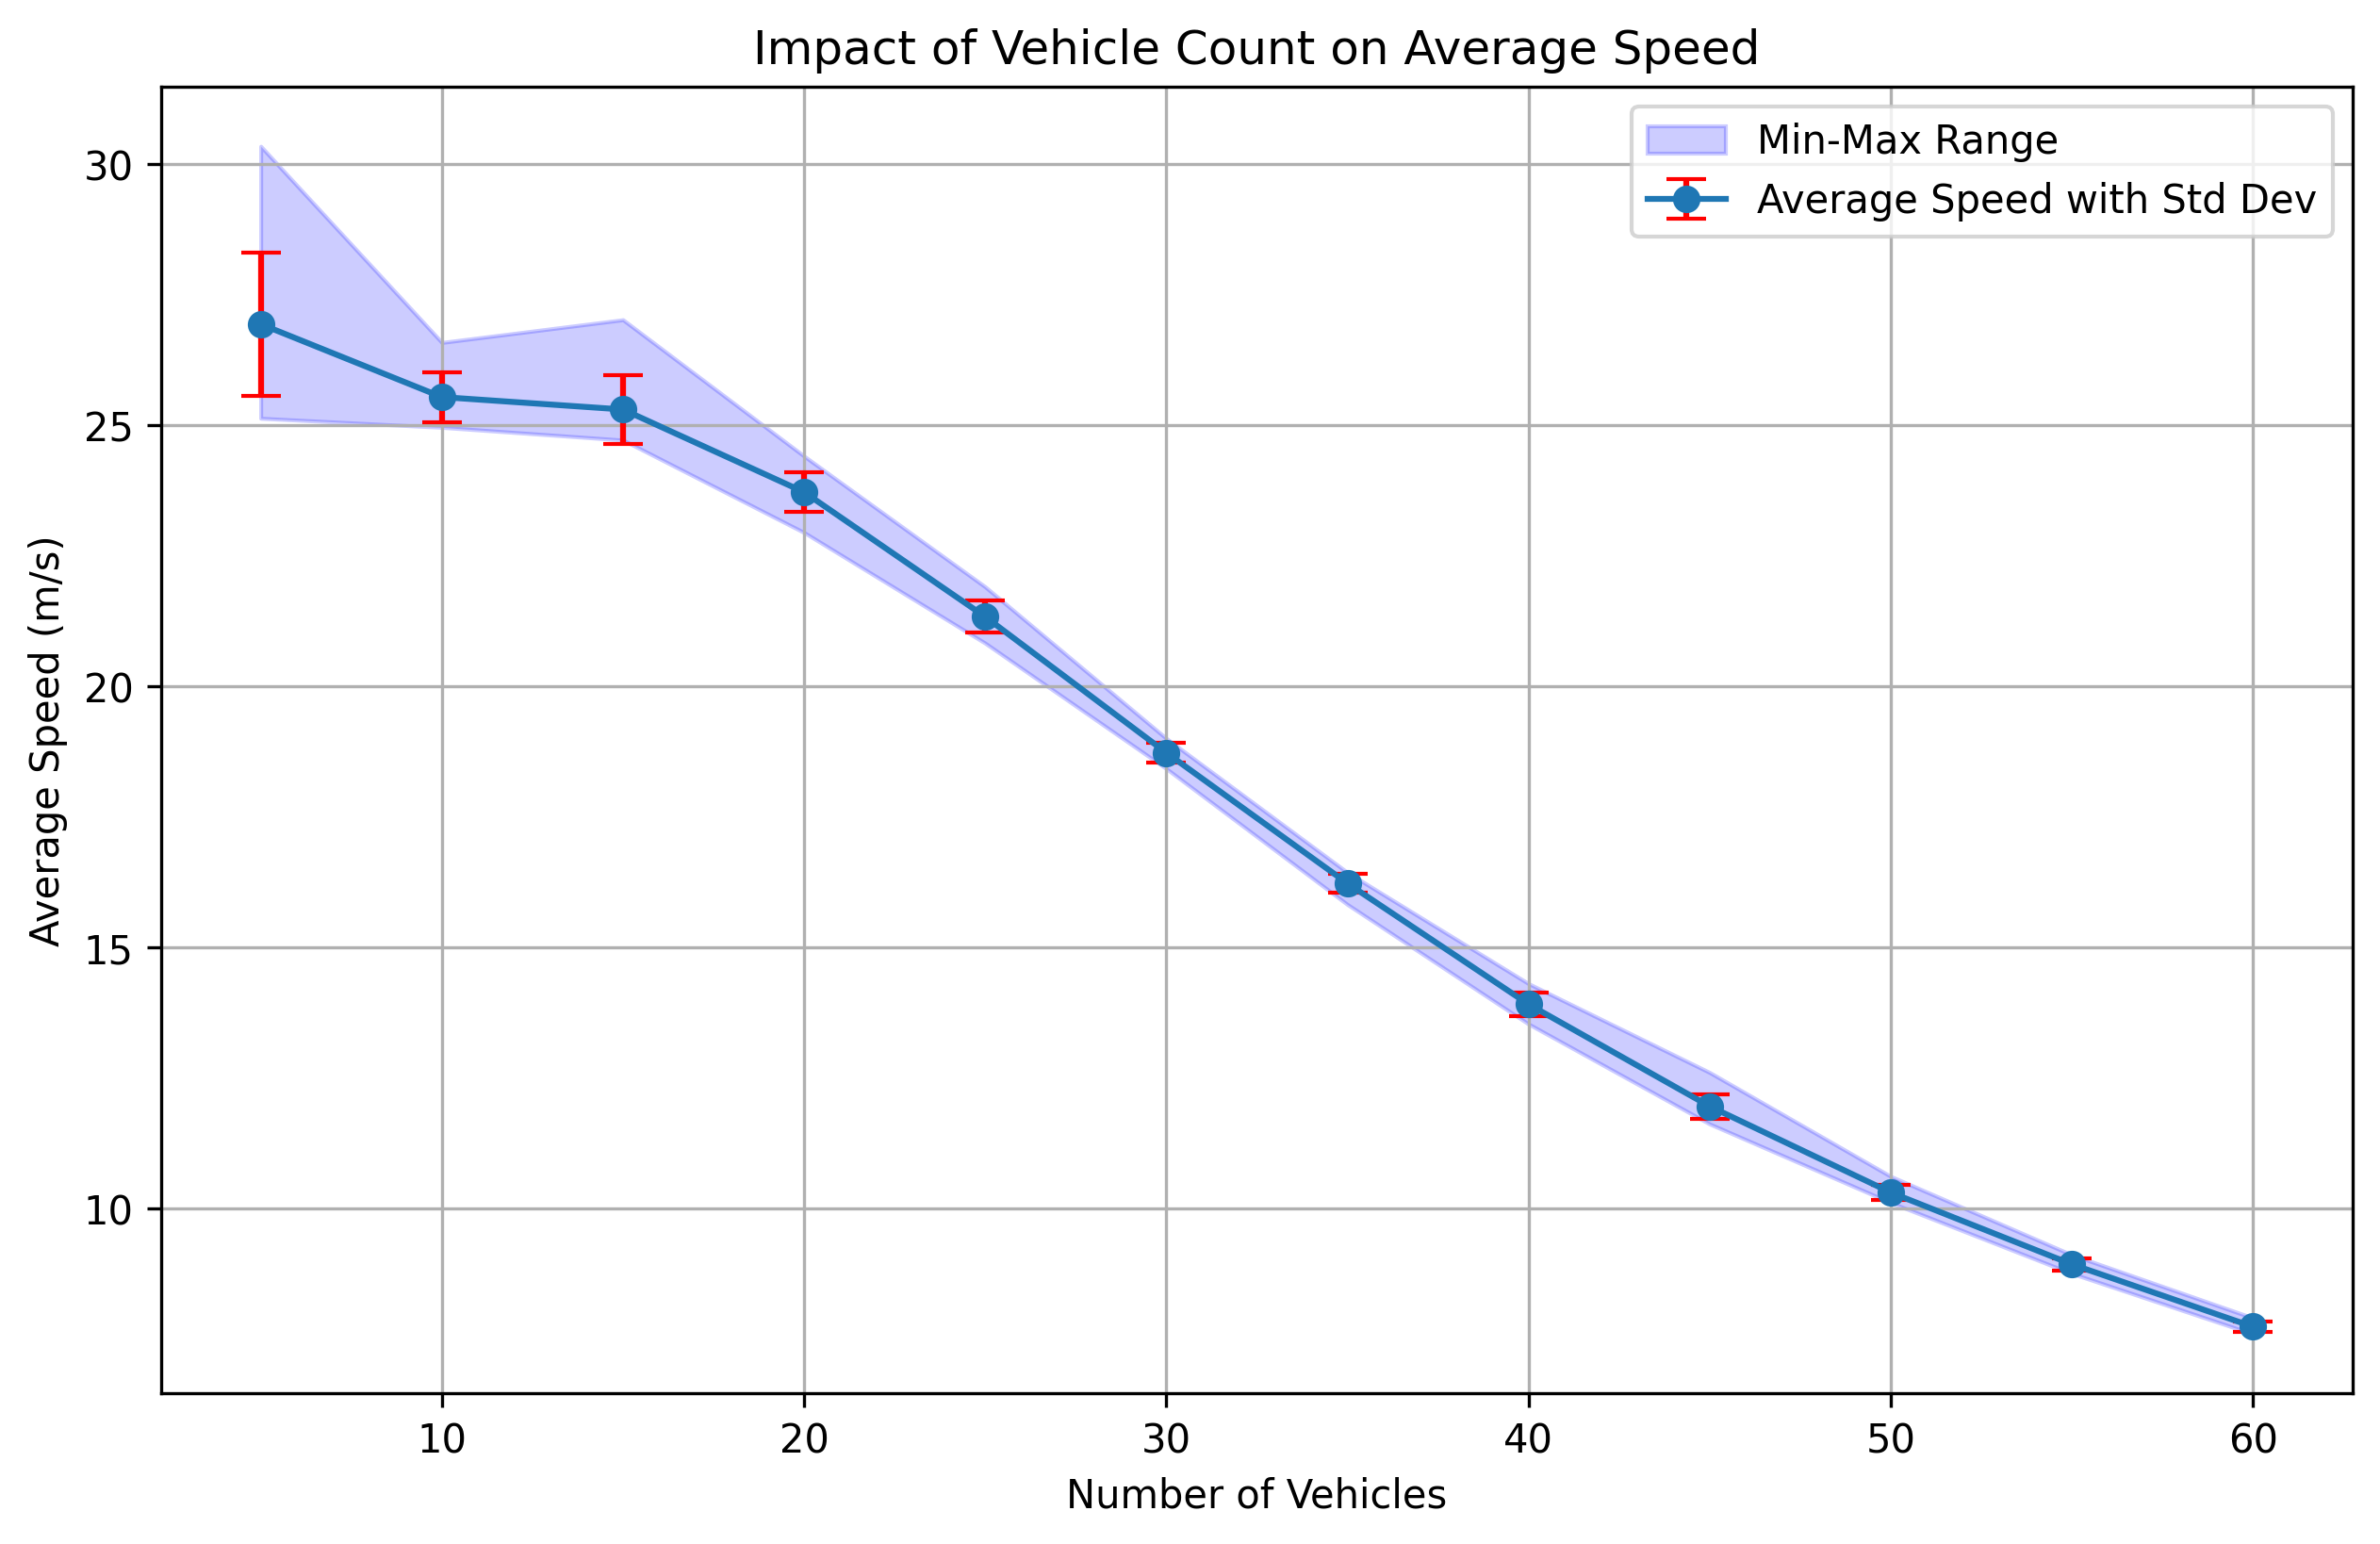 Impact of Vehicle Count on Average Speed
Min-Max Range
Average Speed with Std Dev
Average Speed (m/s)
30
25
20
15
10
10 20 30 40 50 60
Number of Vehicles